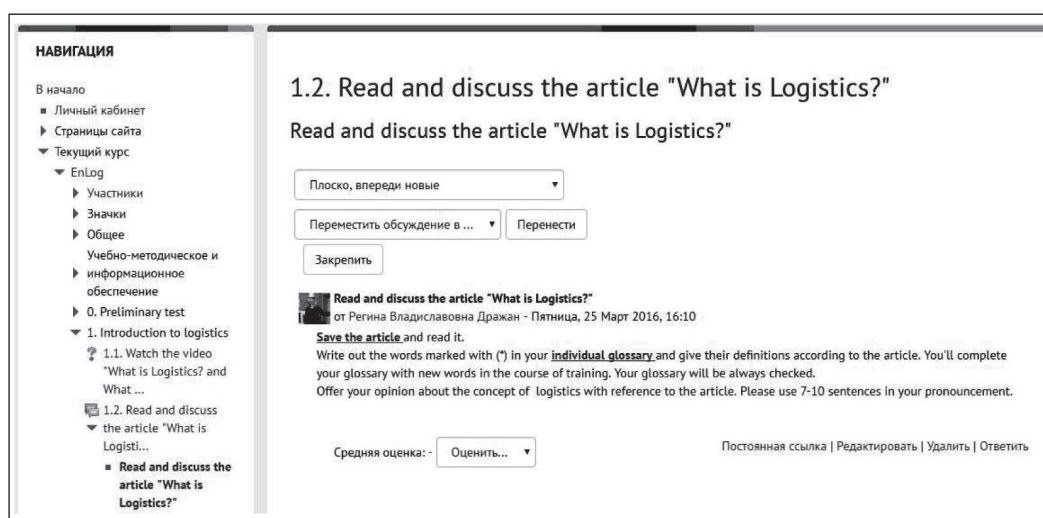 НАВИГАЦИЯ
В начало
Личный кабинет
Страницы сайта
Текущий курс
EnLog
Участники
Значки
Общее
Учебно-методическое и
информационное
обеспечение
0. Preliminary test
1. Introduction to logistics
1.1. Watch the video
"What is Logistics? and
What ...
1.2. Read and discuss
the article "What is
Logisti...
Read and discuss the
article "What is
Logistics?"
1.2. Read and discuss the article "What is Logistics?"
Read and discuss the article "What is Logistics?"
Плоско, впереди новые
Переместить обсуждение в ... Перенести
Закрепить
Read and discuss the article "What is Logistics?"
от Регина Владиславовна Дражан - Пятница, 25 Март 2016, 16:10
Save the article and read it.
Write out the words marked with (*) in your individual glossary and give their definitions according to the article. You'll complete
your glossary with new words in the course of training. Your glossary will be always checked.
Offer your opinion about the concept of logistics with reference to the article. Please use 7-10 sentences in your pronouncement.
Средняя оценка: - Оценить...
Постоянная ссылка | Редактировать | Удалить | Ответить